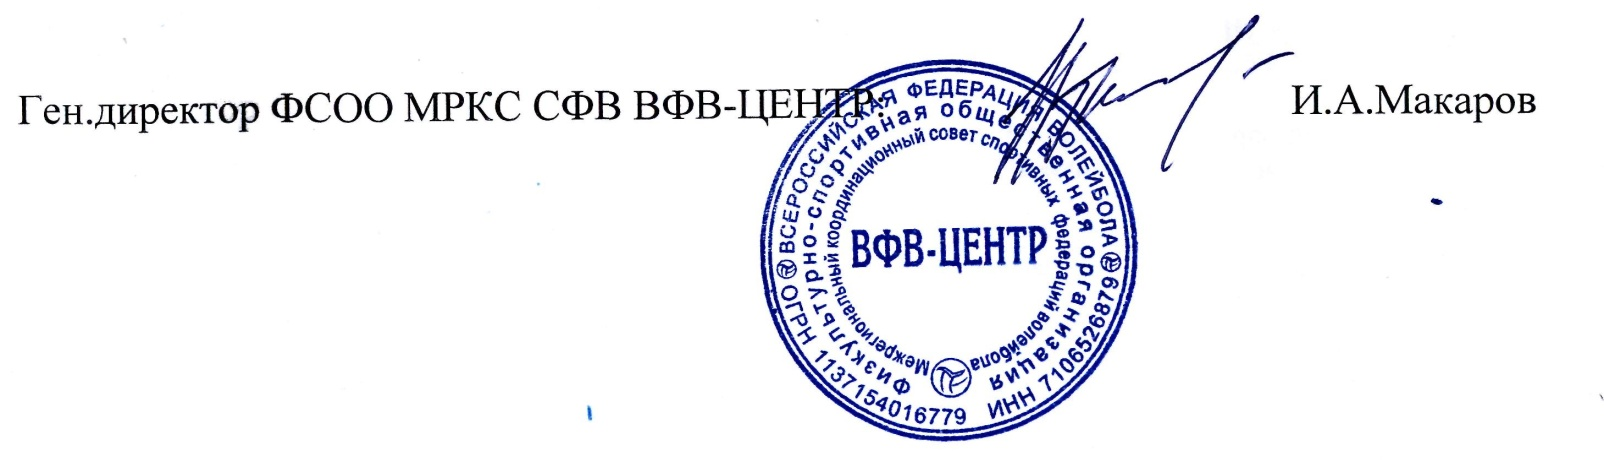 Ген.директор ФСОО МРКС СФВ ВФВ-ЦЕНТР: И.А.Макаров
ВСЕРОССИЙСКАЯ ФЕДЕРАЦИЯ ВОЛЕЙБОЛА
Физкультурно-спортивная общественная организация
Межрегиональный координационный совет спортивных федераций волейбола
ВФВ-ЦЕНТР
ОГРН 1137154016779 ИНН 7106526879